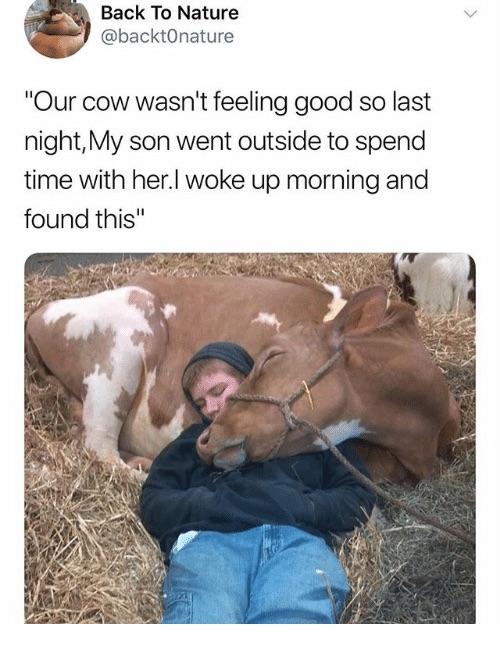 Back To Nature
@backt0nature
"Our cow wasn't feeling good so last
night,My son went outside to spend
time with her.I woke up morning and
found this"